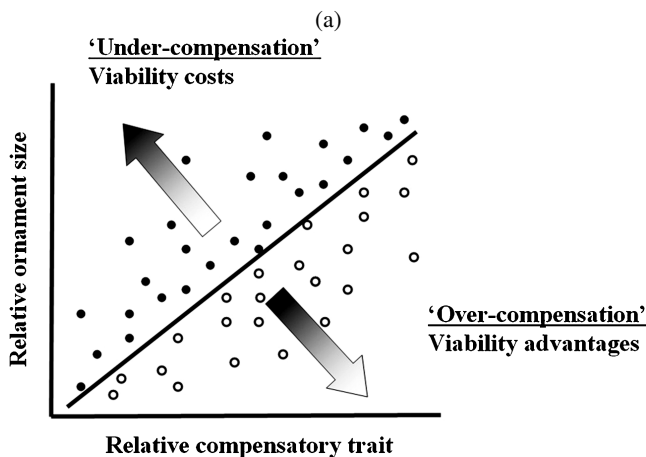 (a)
‘Under-compensation’
Viability costs
Relative ornament size
‘Over-compensation’
Viability advantages
Relative compensatory trait